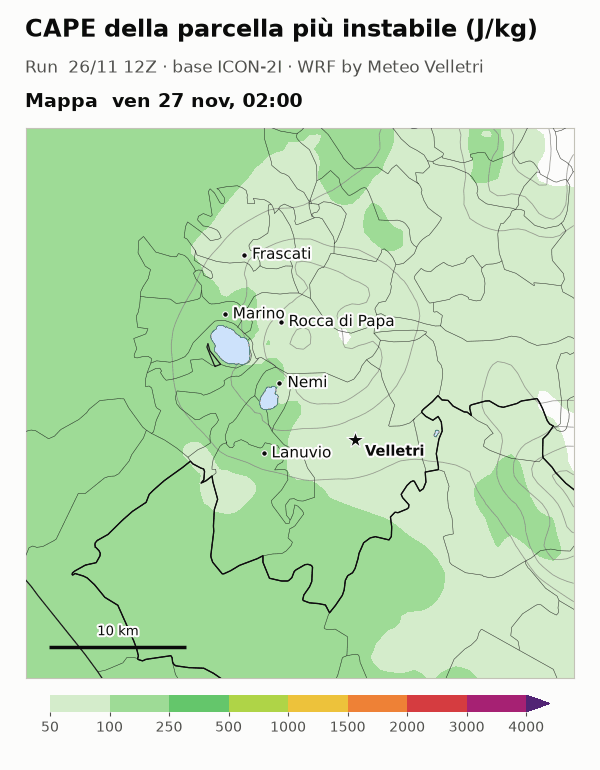 CAPE della parcella più instabile (J/kg)
Run  26/11 12Z · base ICON-2I · WRF by Meteo Velletri
Mappa  ven 27 nov, 02:00
Frascati
Marino
Rocca di Papa
Nemi
Velletri
Lanuvio
10 km
50 100 250 500 1000 1500 2000 3000 4000